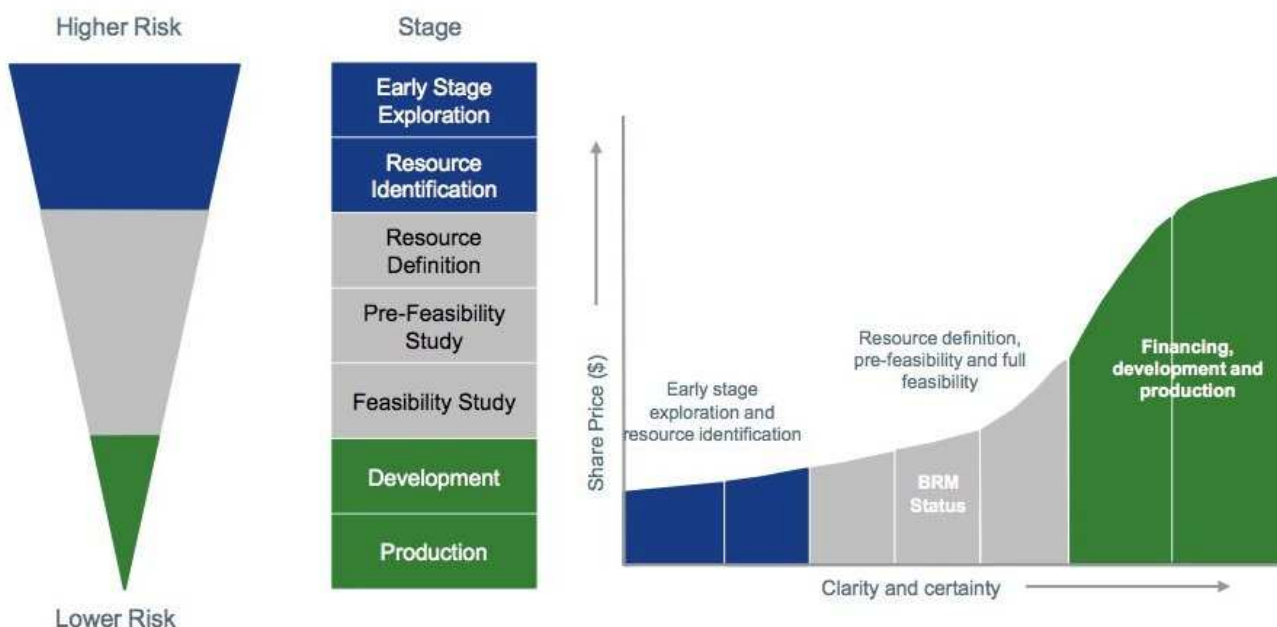 Higher Risk
Stage
Early Stage
Exploration
Resource
Identification
Resource
Definition
Pre-Feasibility
Study
Feasibility Study
Development
Production
Lower Risk
Share Price ($)
Early stage
exploration and
resource identification
Resource definition,
pre-feasibility and full
feasibility
BRM
Status
Financing,
development and
production
Clarity and certainty